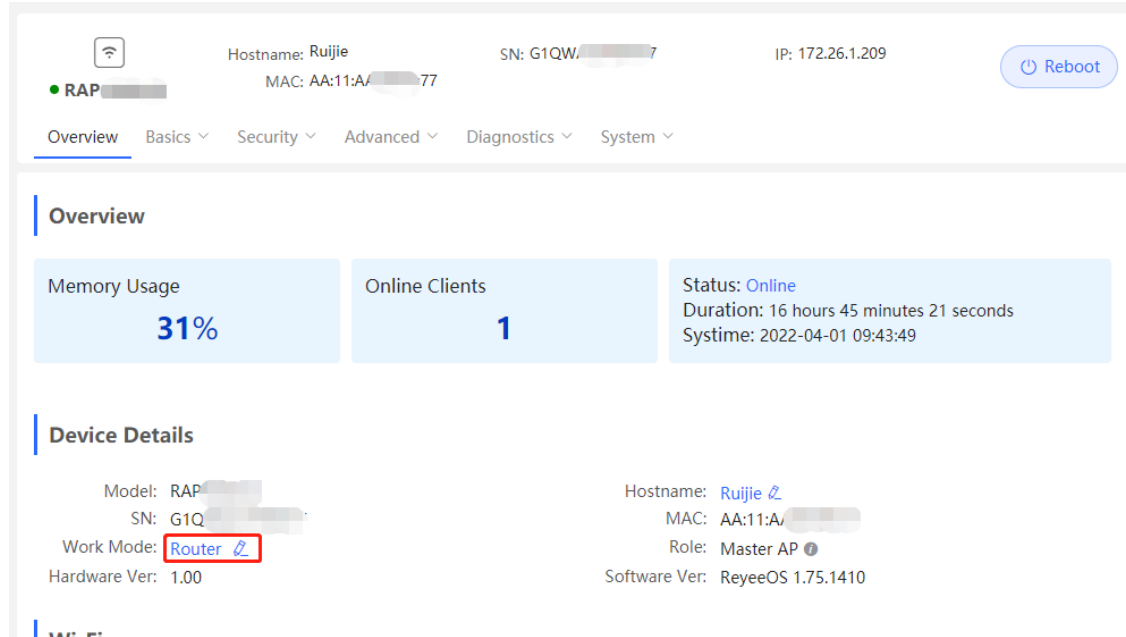 Hostname: Ruijie SN: G1QW 7 IP: 172.26.1.209
Reboot
MAC: AA:11:A 77
RAP
Overview Basics Security Advanced Diagnostics System
Overview
Memory Usage Online Clients Status: Online
31% 1 Duration: 16 hours 45 minutes 21 seconds
Systime: 2022-04-01 09:43:49
Device Details
Model: RAP Hostname: Ruijie
SN: G1Q MAC: AA:11:A
Work Mode: Router Role: Master AP
Hardware Ver: 1.00 Software Ver: ReyeeOS 1.75.1410